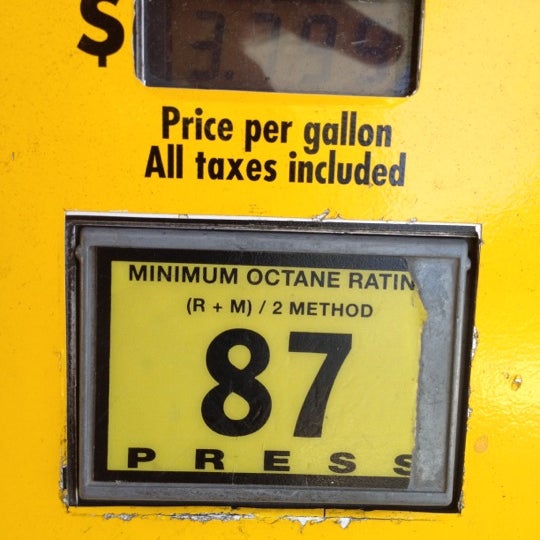 $
Price per gallon
All taxes included
MINIMUM OCTANE RATIN
(R + M) / 2 METHOD
87
PRESS